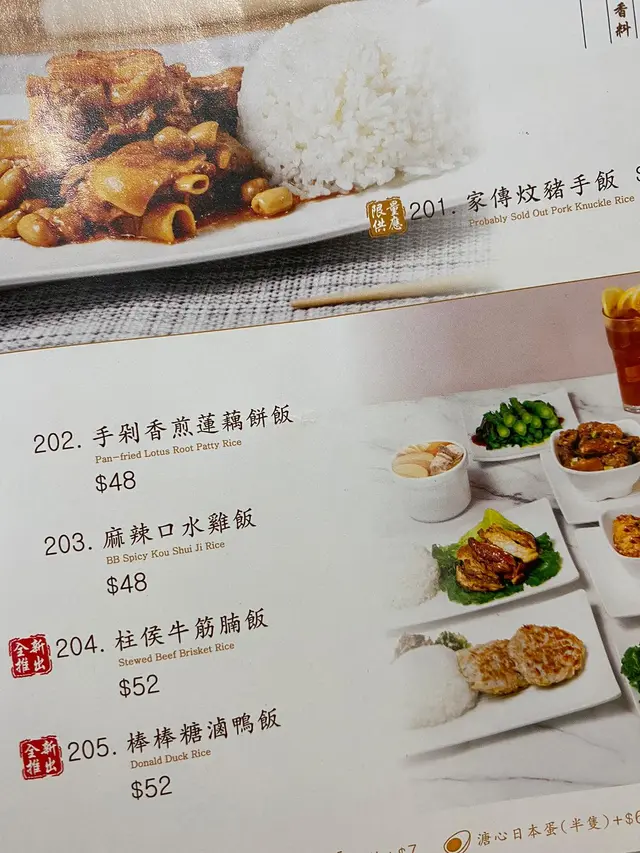 香料
限量
供應
201. 家傳炆豬手飯
Probably Sold Out Pork Knuckle Rice
202. 手剁香煎蓮藕餅飯
Pan-fried Lotus Root Patty Rice
$48
203. 麻辣口水雞飯
BB Spicy Kou Shui Ji Rice
$48
全新
推出
204. 柱侯牛筋腩飯
Stewed Beef Brisket Rice
$52
全新
推出
205. 棒棒糖滷鴨飯
Donald Duck Rice
$52
溏心日本蛋(半隻)+$6